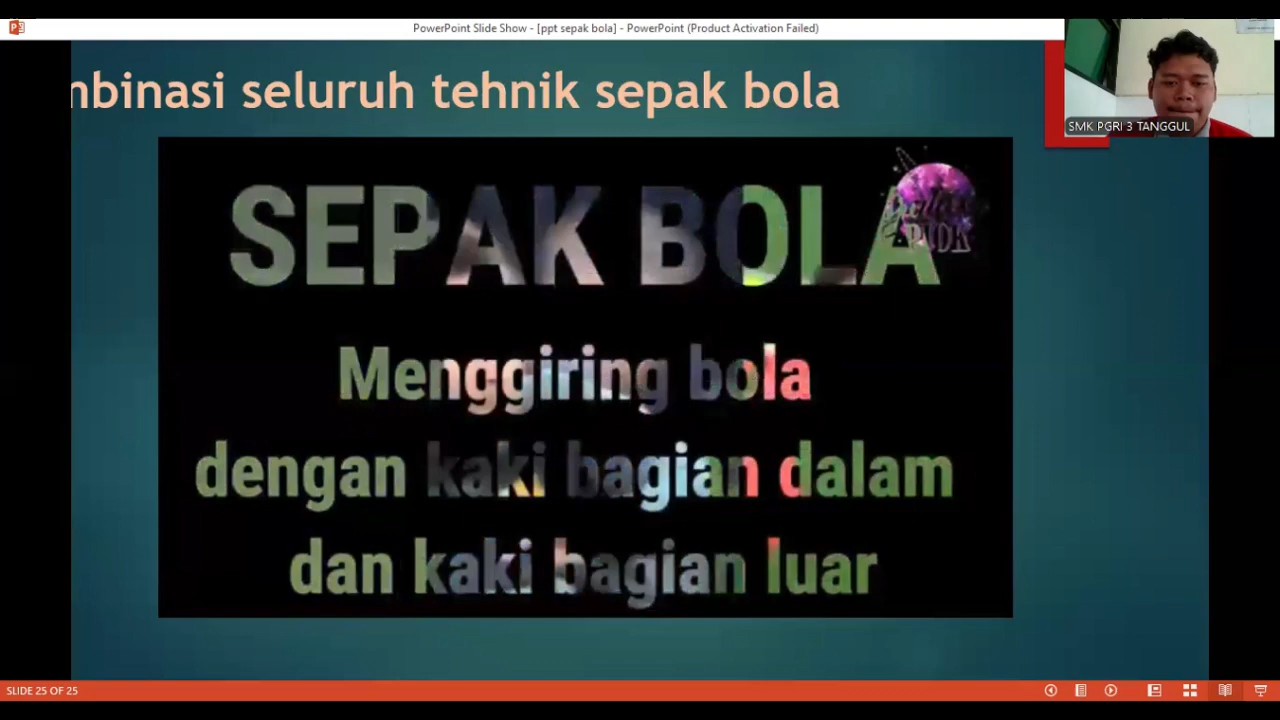 PowerPoint Slide Show - [ppt sepak bola] - PowerPoint (Product Activation Failed)
mbinasi seluruh tehnik sepak bola
SMK PGRI 3 TANGGUL
SEPAK BOLA
Menggiring bola
dengan kaki bagian dalam
dan kaki bagian luar
SLIDE 25 OF 25